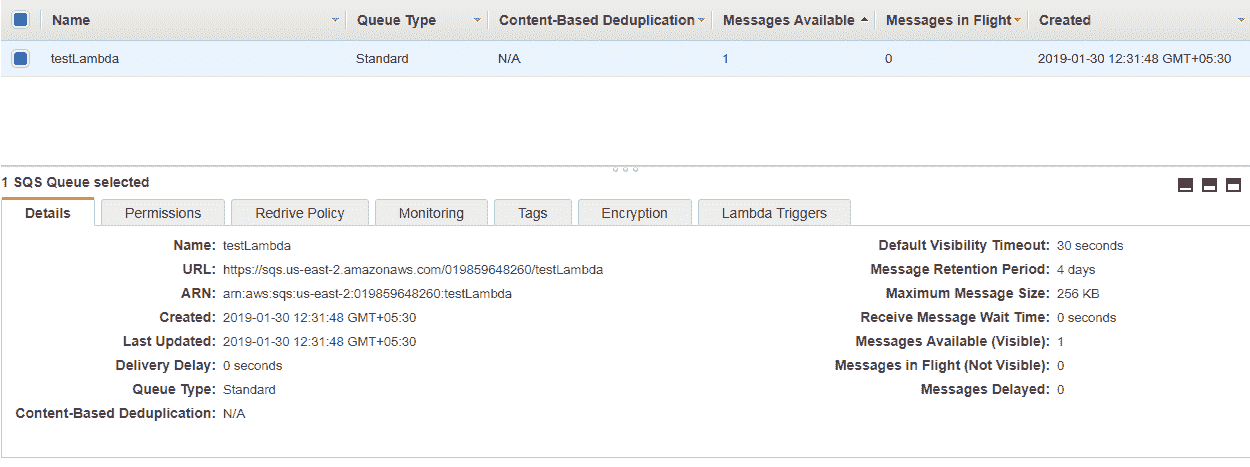 Name Queue Type Content-Based Deduplication Messages Available Messages in Flight Created
testLambda Standard N/A 1 0 2019-01-30 12:31:48 GMT+05:30
1 SQS Queue selected
Details Permissions Redrive Policy Monitoring Tags Encryption Lambda Triggers
Name: testLambda Default Visibility Timeout: 30 seconds
URL: https://sqs.us-east-2.amazonaws.com/019859648260/testLambda Message Retention Period: 4 days
ARN: arn:aws:sqs:us-east-2:019859648260:testLambda Maximum Message Size: 256 KB
Created: 2019-01-30 12:31:48 GMT+05:30 Receive Message Wait Time: 0 seconds
Last Updated: 2019-01-30 12:31:48 GMT+05:30 Messages Available (Visible): 1
Delivery Delay: 0 seconds Messages in Flight (Not Visible): 0
Queue Type: Standard Messages Delayed: 0
Content-Based Deduplication: N/A